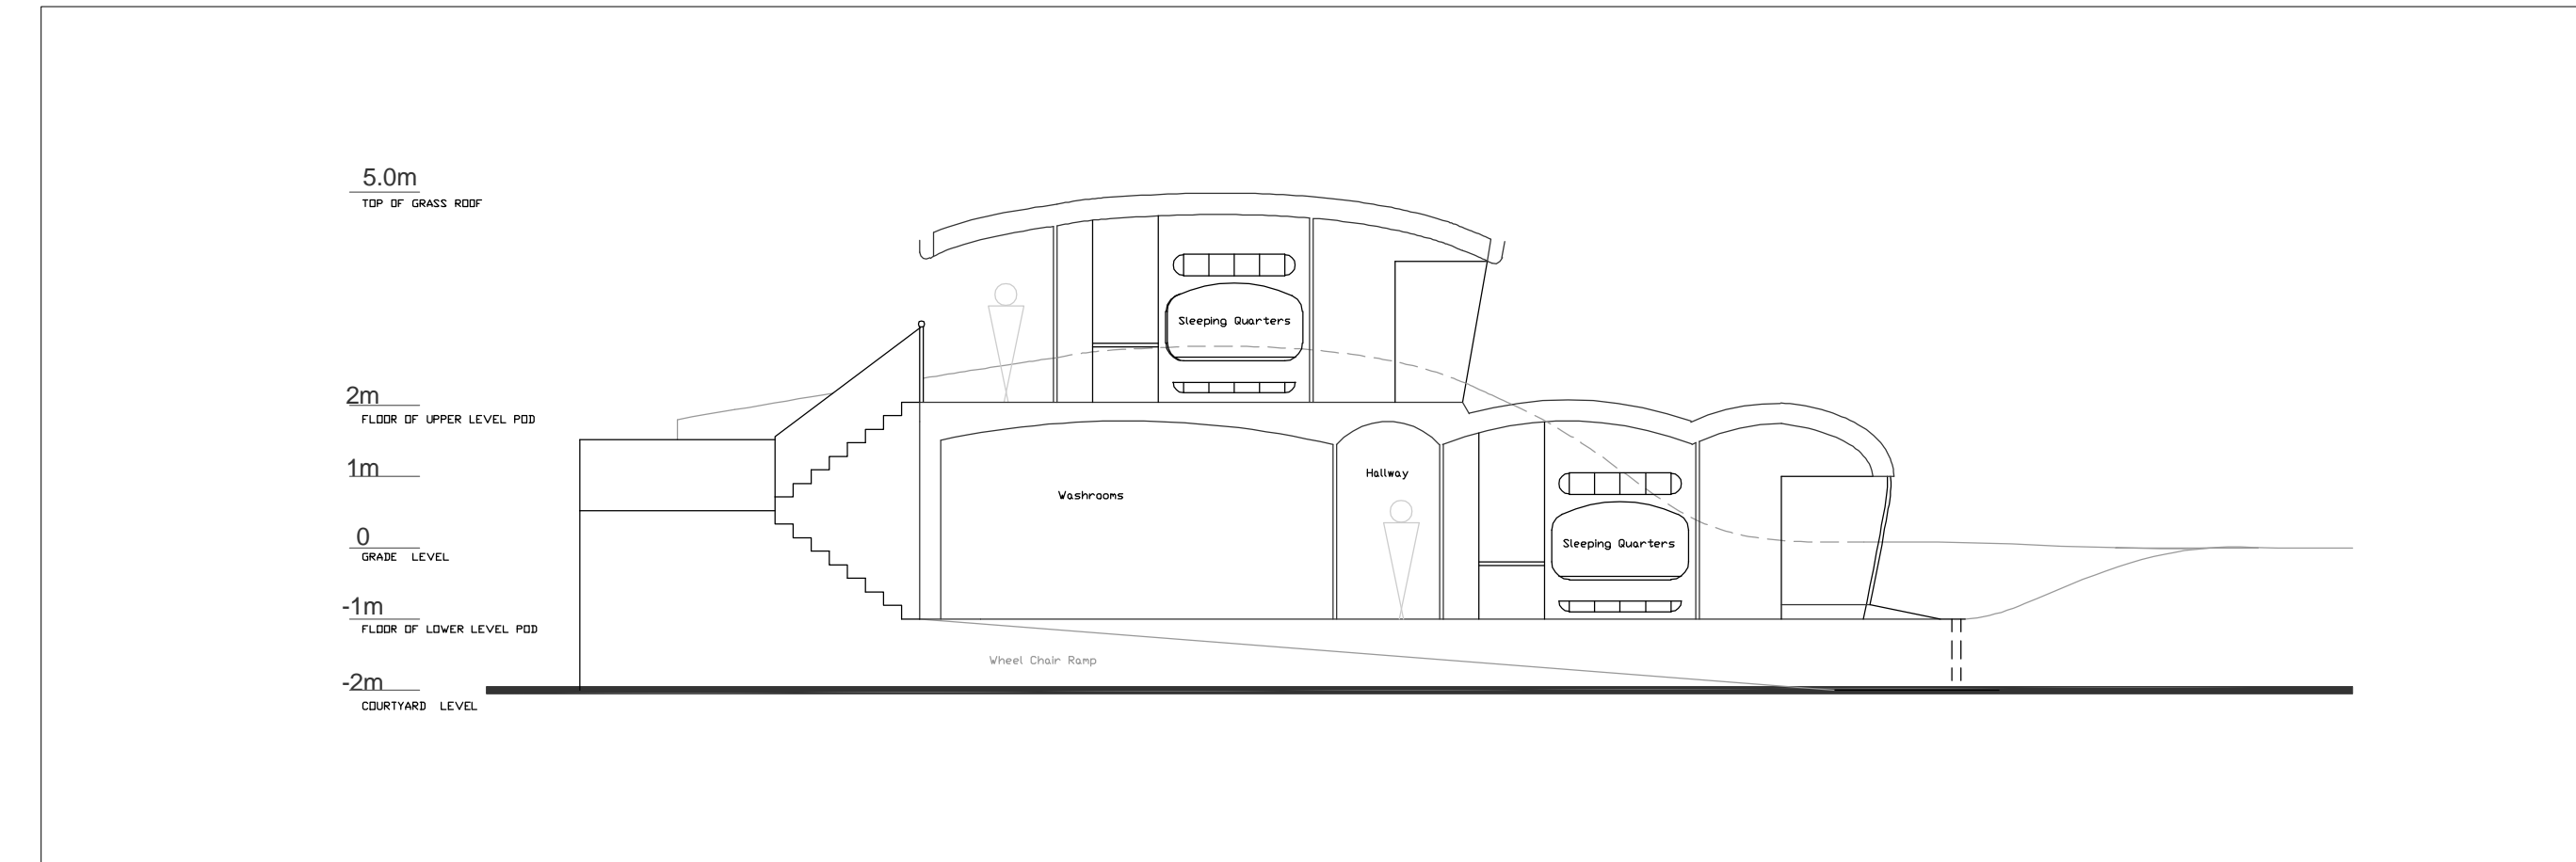 5.0m
TOP OF GRASS ROOF
Sleeping Quarters
2m
FLOOR OF UPPER LEVEL POD
1m
Hallway
Washrooms
0
GRADE LEVEL
Sleeping Quarters
-1m
FLOOR OF LOWER LEVEL POD
Wheel Chair Ramp
-2m
COURTYARD LEVEL